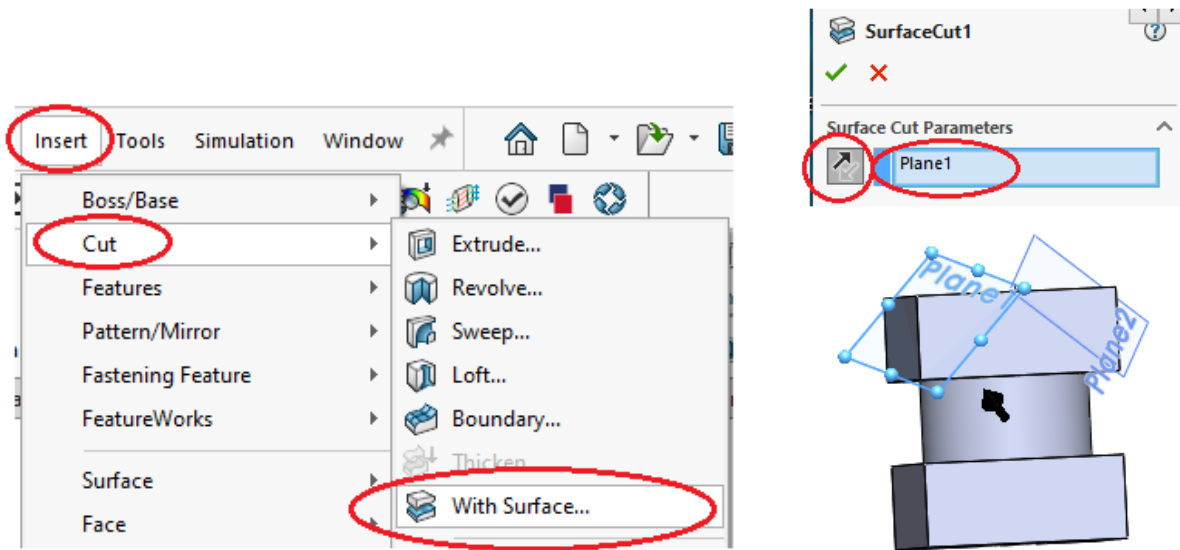 Insert Tools Simulation Window
Boss/Base
Cut
Features
Pattern/Mirror
Fastening Feature
FeatureWorks
Surface
Face
Extrude...
Revolve...
Sweep...
Loft...
Boundary...
Thicken...
With Surface...
SurfaceCut1
Surface Cut Parameters
Plane1
Plane1
Plane2